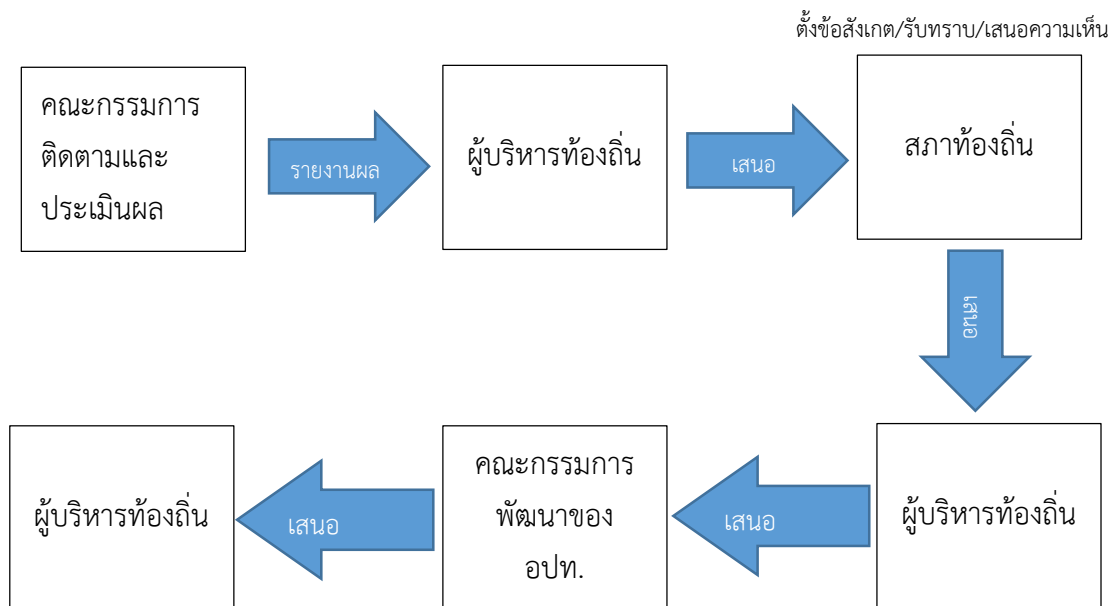 ตั้งข้อสังเกต/รับทราบ/เสนอความเห็น
คณะกรรมการ
ติดตามและ
ประเมินผล
รายงานผล
ผู้บริหารท้องถิ่น
เสนอ
สภาท้องถิ่น
เสนอ
ผู้บริหารท้องถิ่น
เสนอ
คณะกรรมการ
พัฒนาของ
อปท.
เสนอ
ผู้บริหารท้องถิ่น